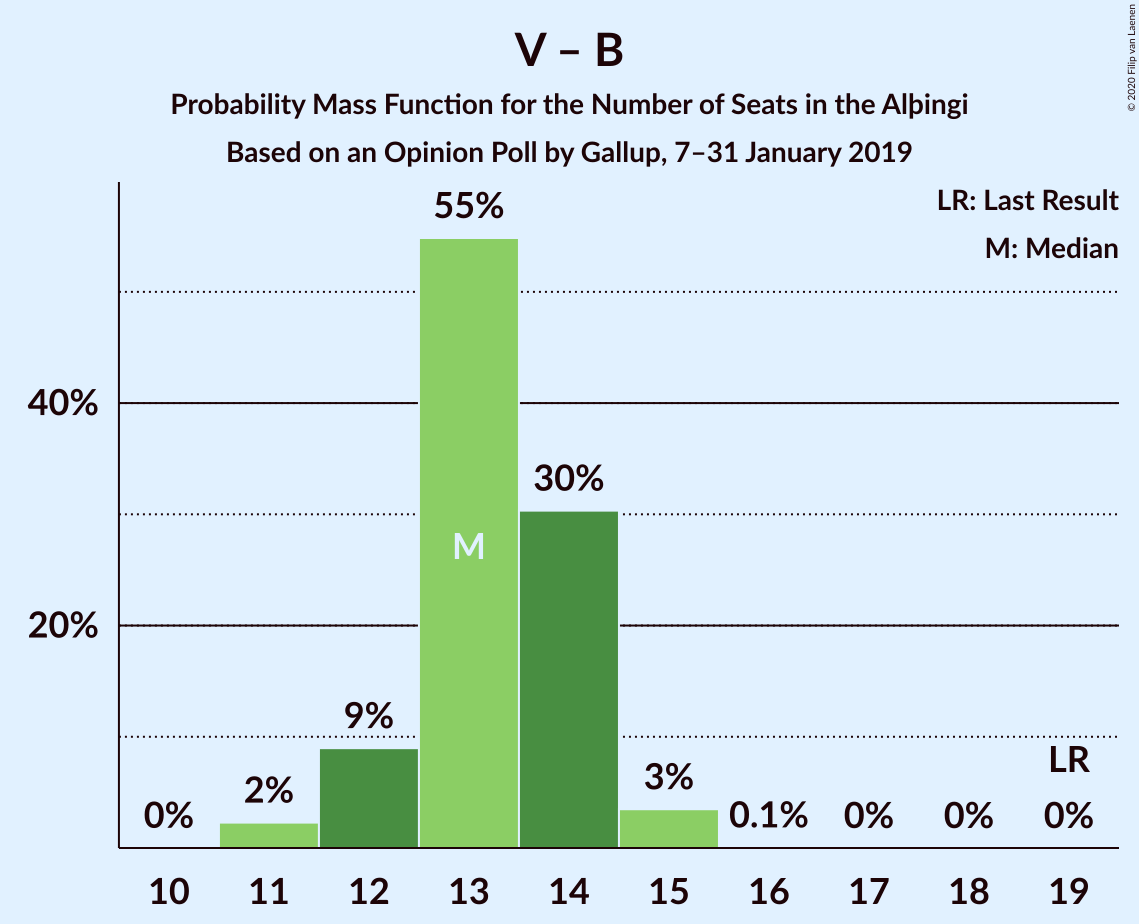 V – B
Probability Mass Function for the Number of Seats in the Alþingi
Based on an Opinion Poll by Gallup, 7–31 January 2019
© 2020 Filip van Laenen
LR: Last Result
M: Median
55%
40%
30%
M
20%
9%
LR
2%
3%
0%
0.1%
0%
0%
0%
10 11 12 13 14 15 16 17 18 19